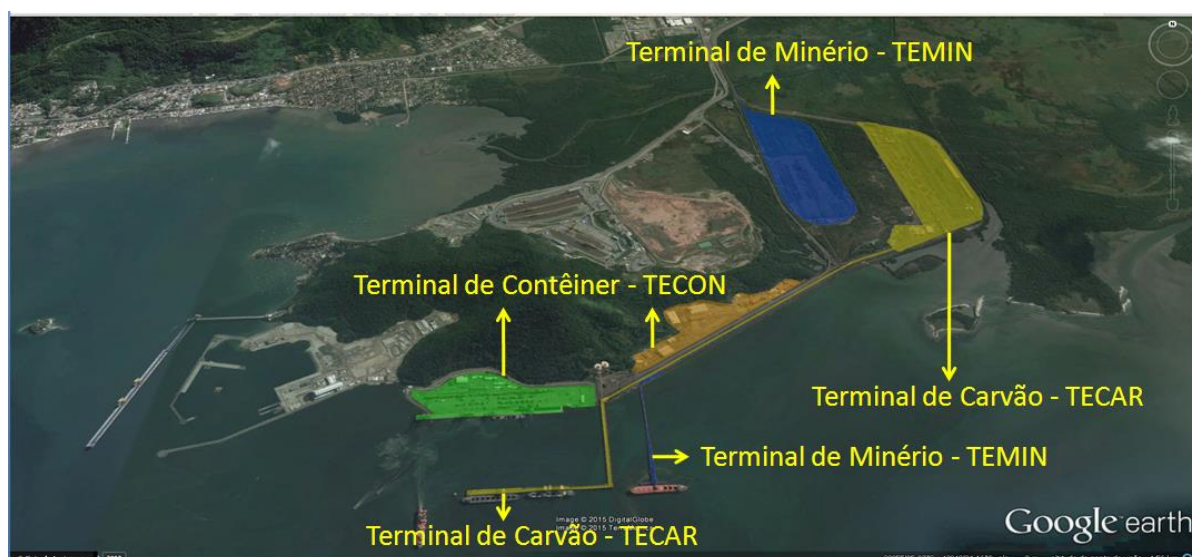 Terminal de Minério - TEMIN
Terminal de Contêiner - TECON
Terminal de Carvão - TECAR
Terminal de Minério - TEMIN
Terminal de Carvão - TECAR
Image © 2015 DigitalGlobe
Google earth